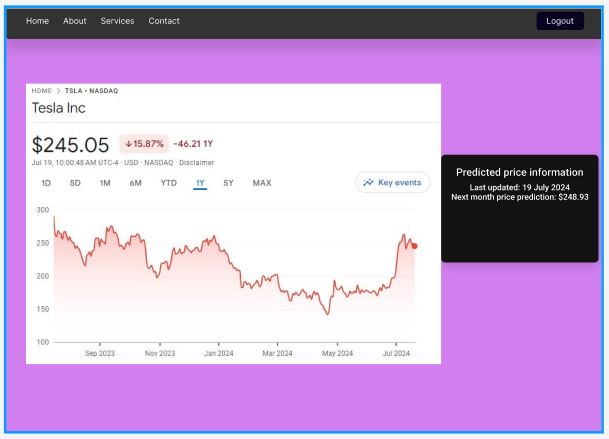 Home About Services Contact Logout
HOME > TSLA • NASDAQ
Tesla Inc
$245.05 ↓15.87% -46.21 1Y
Jul 19, 10:00:48 AM UTC-4 · USD · NASDAQ · Disclaimer
1D 5D 1M 6M YTD 1Y 5Y MAX Key events
300
250
200
150
100
Sep 2023 Nov 2023 Jan 2024 Mar 2024 May 2024 Jul 2024
Predicted price information
Last updated: 19 July 2024
Next month price prediction: $248.93